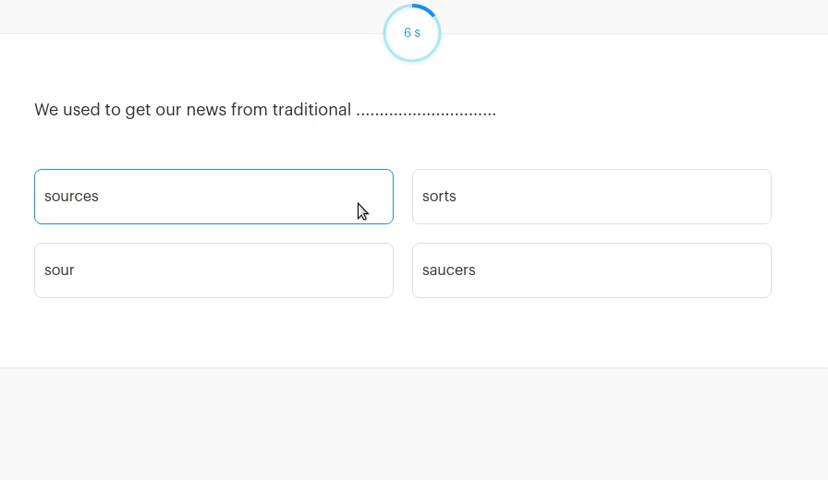 6 s
We used to get our news from traditional ..............................
sources
sorts
sour
saucers